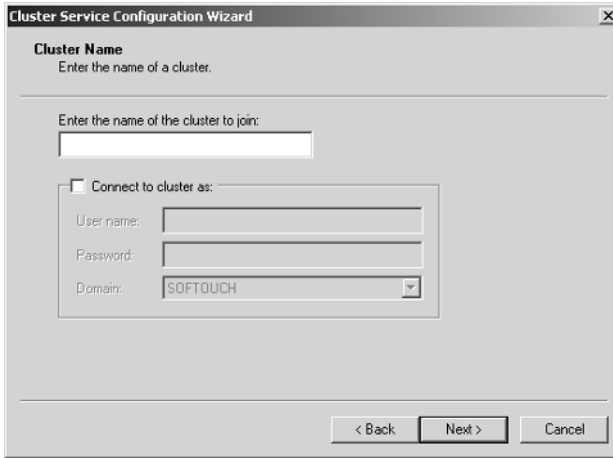 Cluster Service Configuration Wizard
Cluster Name
Enter the name of a cluster.
Enter the name of the cluster to join:
Connect to cluster as:
User name:
Password:
Domain: SOFTOUCH
< Back Next > Cancel